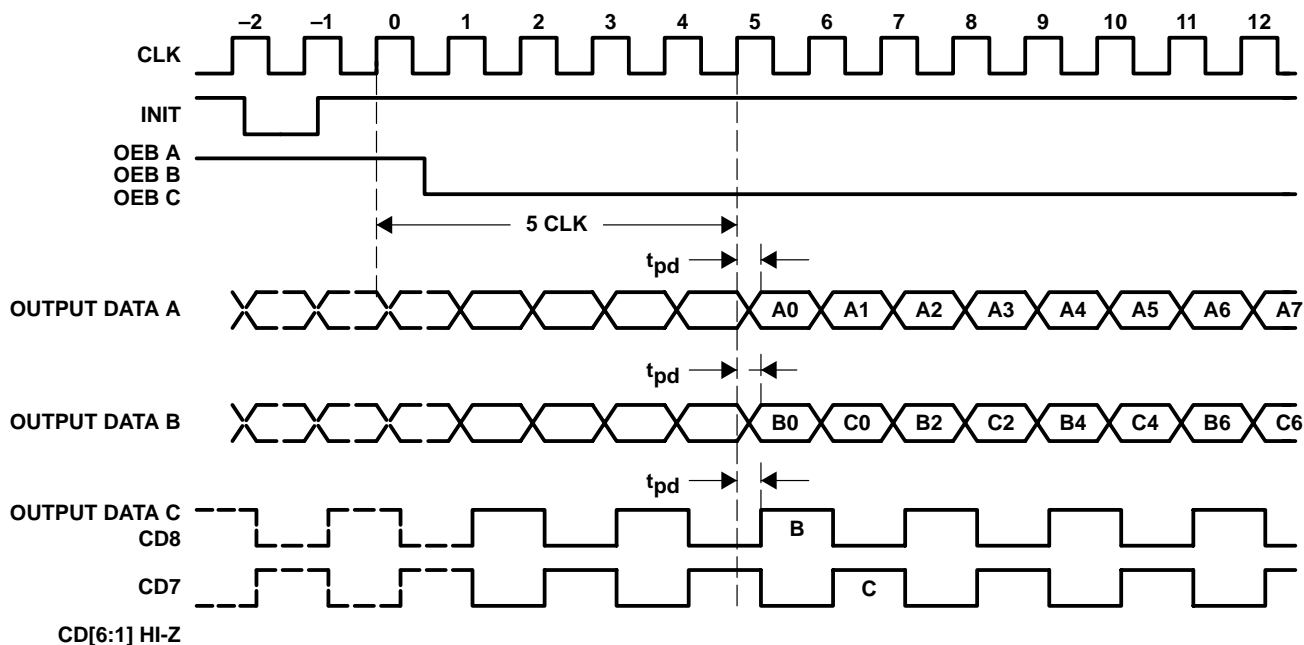 –2 –1 0 1 2 3 4 5 6 7 8 9 10 11 12
CLK
INIT
OEB A
OEB B
OEB C
5 CLK
tpd
OUTPUT DATA A A0 A1 A2 A3 A4 A5 A6 A7
tpd
OUTPUT DATA B B0 C0 B2 C2 B4 C4 B6 C6
tpd
OUTPUT DATA C
CD8 B
CD7 C
CD[6:1] HI-Z